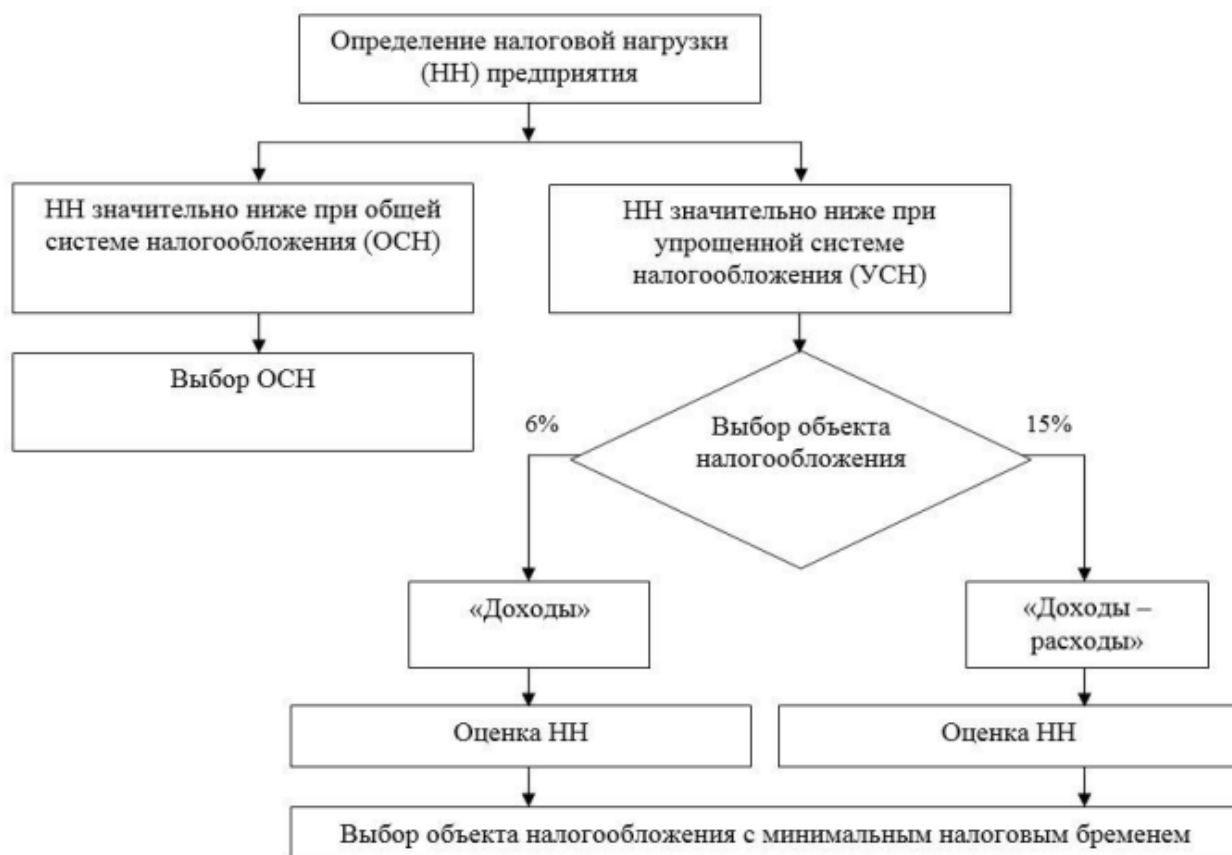 Определение налоговой нагрузки
(НН) предприятия
НН значительно ниже при общей
системе налогообложения (ОСН)
НН значительно ниже при
упрощенной системе
налогообложения (УСН)
Выбор ОСН
6%
Выбор объекта
налогообложения
15%
«Доходы»
«Доходы –
расходы»
Оценка НН
Оценка НН
Выбор объекта налогообложения с минимальным налоговым бременем